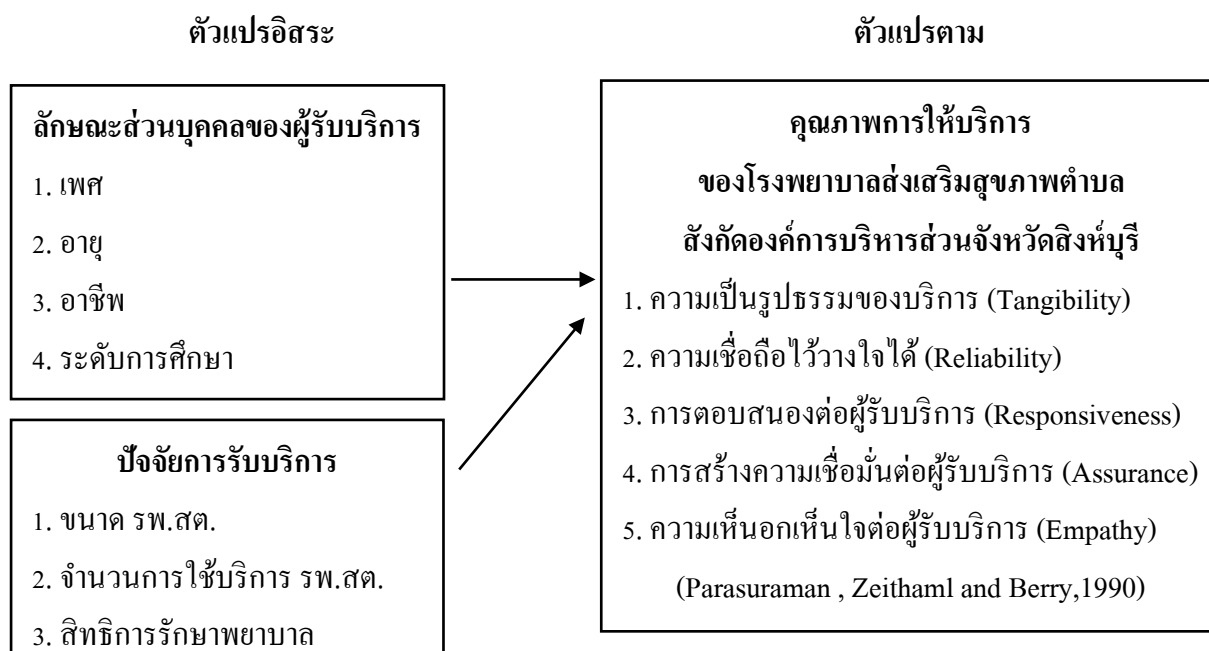 ตัวแปรอิสระ
ลักษณะส่วนบุคคลของผู้รับบริการ
1. เพศ
2. อายุ
3. อาชีพ
4. ระดับการศึกษา
ปัจจัยการรับบริการ
1. ขนาด รพ.สต.
2. จำนวนการใช้บริการ รพ.สต.
3. สิทธิการรักษาพยาบาล
ตัวแปรตาม
คุณภาพการให้บริการ
ของโรงพยาบาลส่งเสริมสุขภาพตำบล
สังกัดองค์การบริหารส่วนจังหวัดสิงห์บุรี
1. ความเป็นรูปธรรมของบริการ (Tangibility)
2. ความเชื่อถือไว้วางใจได้ (Reliability)
3. การตอบสนองต่อผู้รับบริการ (Responsiveness)
4. การสร้างความเชื่อมั่นต่อผู้รับบริการ (Assurance)
5. ความเห็นอกเห็นใจต่อผู้รับบริการ (Empathy)
(Parasuraman , Zeithaml and Berry,1990)